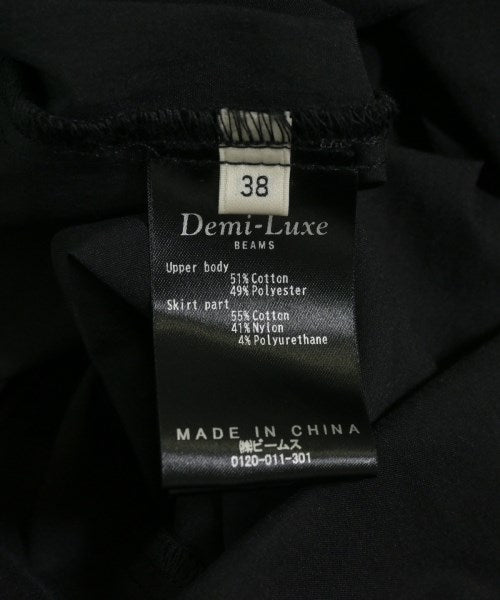 38
Demi-Luxe
BEAMS
Upper body
51% Cotton
49% Polyester
Skirt part
55% Cotton
41% Nylon
4% Polyurethane
MADE IN CHINA
㈱ビームス
0120-011-301